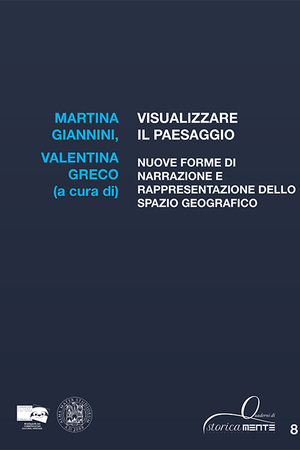 MARTINA
GIANNINI,
VALENTINA
GRECO
(a cura di)
VISUALIZZARE
IL PAESAGGIO
NUOVE FORME DI
NARRAZIONE E
RAPPRESENTAZIONE DELLO
SPAZIO GEOGRAFICO
Quaderni di
storicaMENTE
8